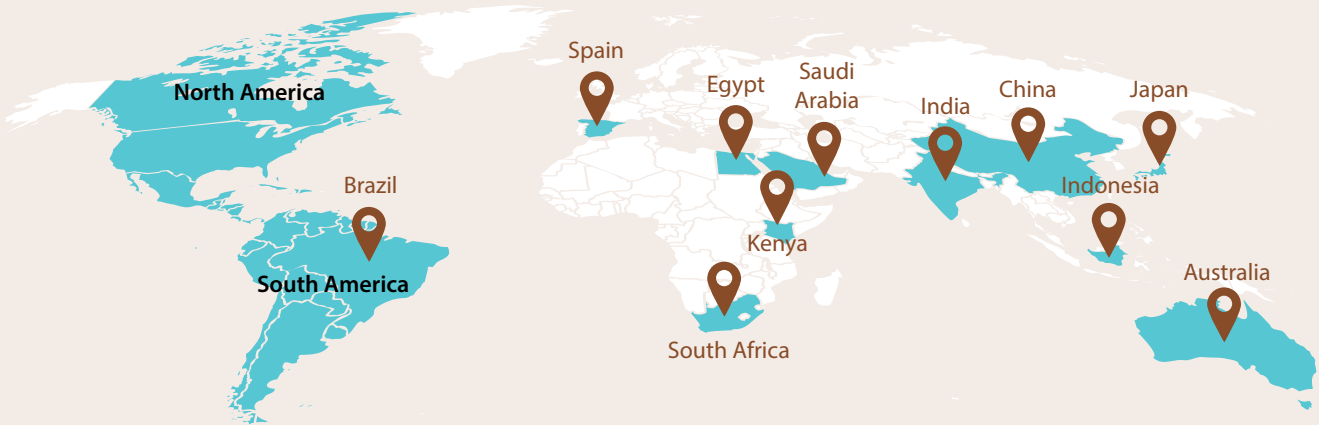 Spain
Saudi
Arabia
Egypt
China
Japan
North America
India
Brazil
Indonesia
Kenya
South America
Australia
South Africa